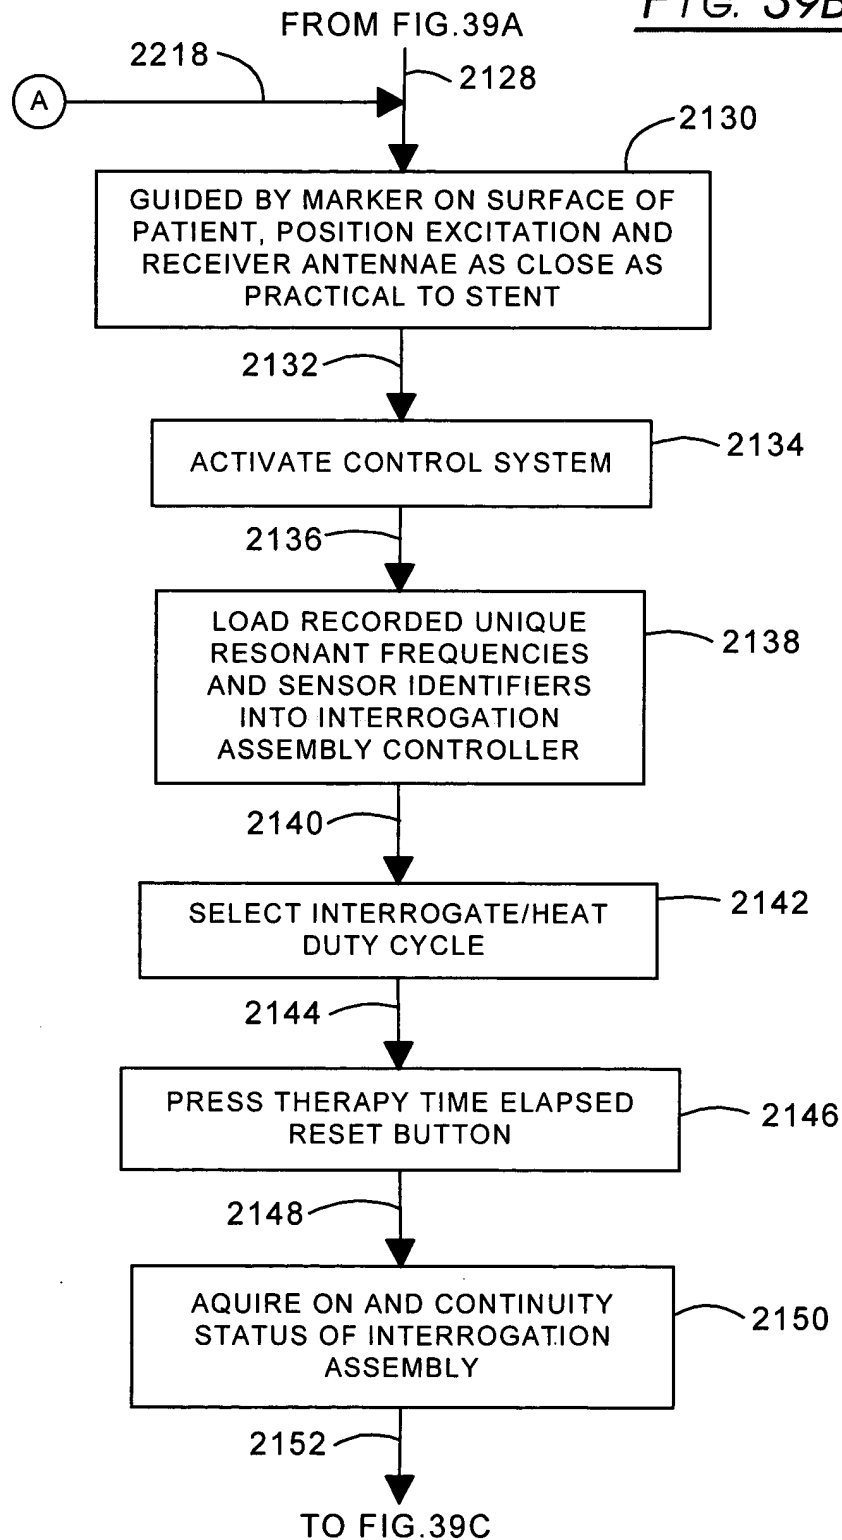 FROM FIG.39A
FIG. 39B
2218
2128
A
2130
GUIDED BY MARKER ON SURFACE OF
PATIENT, POSITION EXCITATION AND
RECEIVER ANTENNAE AS CLOSE AS
PRACTICAL TO STENT
2132
2134
ACTIVATE CONTROL SYSTEM
2136
LOAD RECORDED UNIQUE
RESONANT FREQUENCIES
AND SENSOR IDENTIFIERS
INTO INTERROGATION
ASSEMBLY CONTROLLER
2138
2140
SELECT INTERROGATE/HEAT
DUTY CYCLE
2142
2144
PRESS THERAPY TIME ELAPSED
RESET BUTTON
2146
2148
AQUIRE ON AND CONTINUITY
STATUS OF INTERROGATION
ASSEMBLY
2150
2152
TO FIG.39C